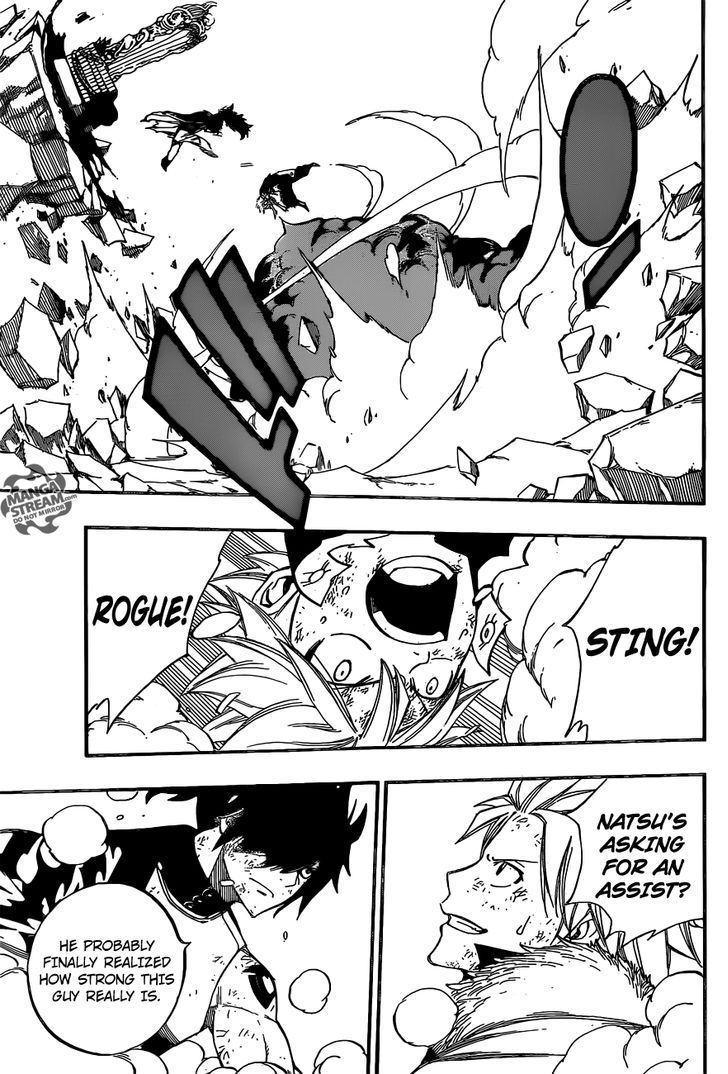 MANGA
STREAM.com
DO NOT MIRROR
STING!
ROGUE!
NATSU'S
ASKING
FOR AN
ASSIST?
HE PROBABLY
FINALLY REALIZED
HOW STRONG THIS
GUY REALLY IS.